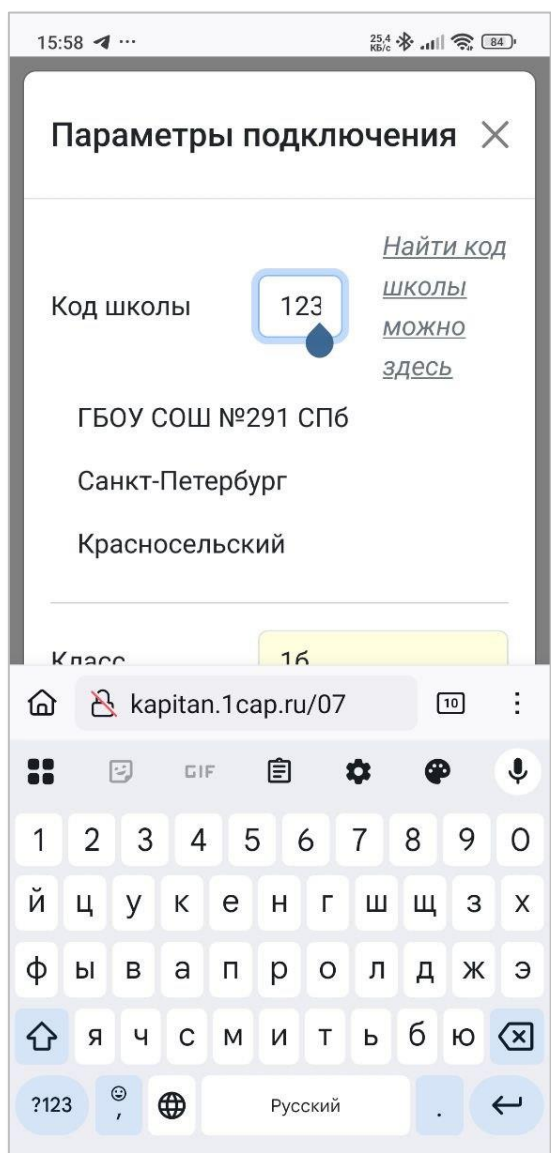 15:58
25,4
КБ/с
84
Параметры подключения
Найти код
школы
можно
здесь
Код школы
123
ГБОУ СОШ №291 СПб
Санкт-Петербург
Красносельский
Класс
1б
kapitan.1cap.ru/07
10
GIF
1 2 3 4 5 6 7 8 9 0
й ц у к е н г ш щ з х
ф ы в а п р о л д ж э
я ч с м и т ь б ю
?123 , Русский .